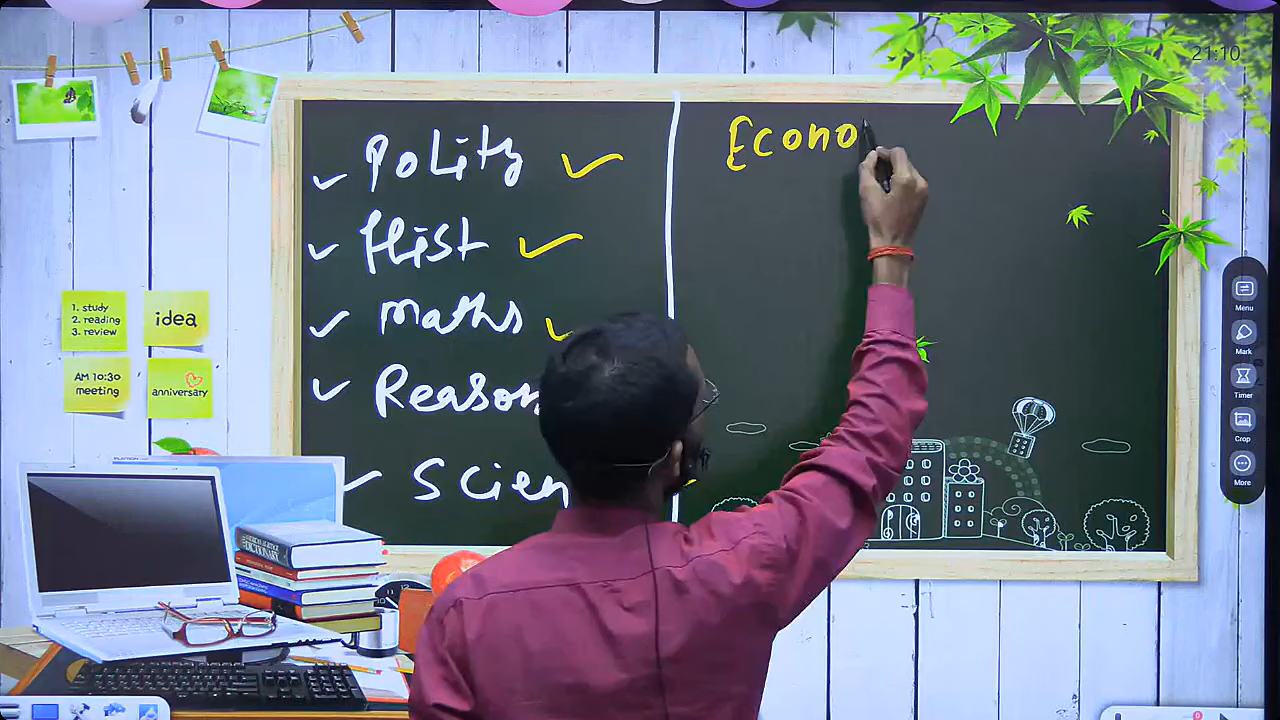 21:10
Polity
Hist
Maths
Reason
Scien
Econo
1. study
2. reading
3. review
idea
AM 10:30
meeting
anniversary
Menu
Mark
Timer
Crop
More
DICTIONARY